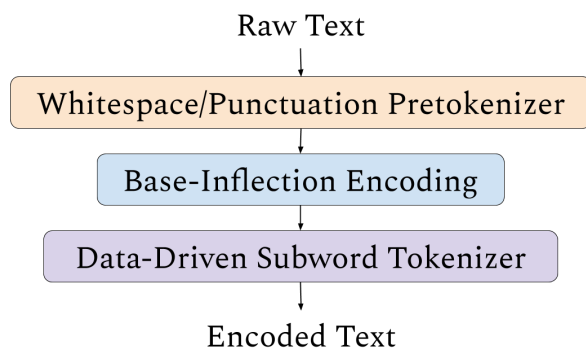 Raw Text
Whitespace/Punctuation Pretokenizer
Base-Inflection Encoding
Data-Driven Subword Tokenizer
Encoded Text